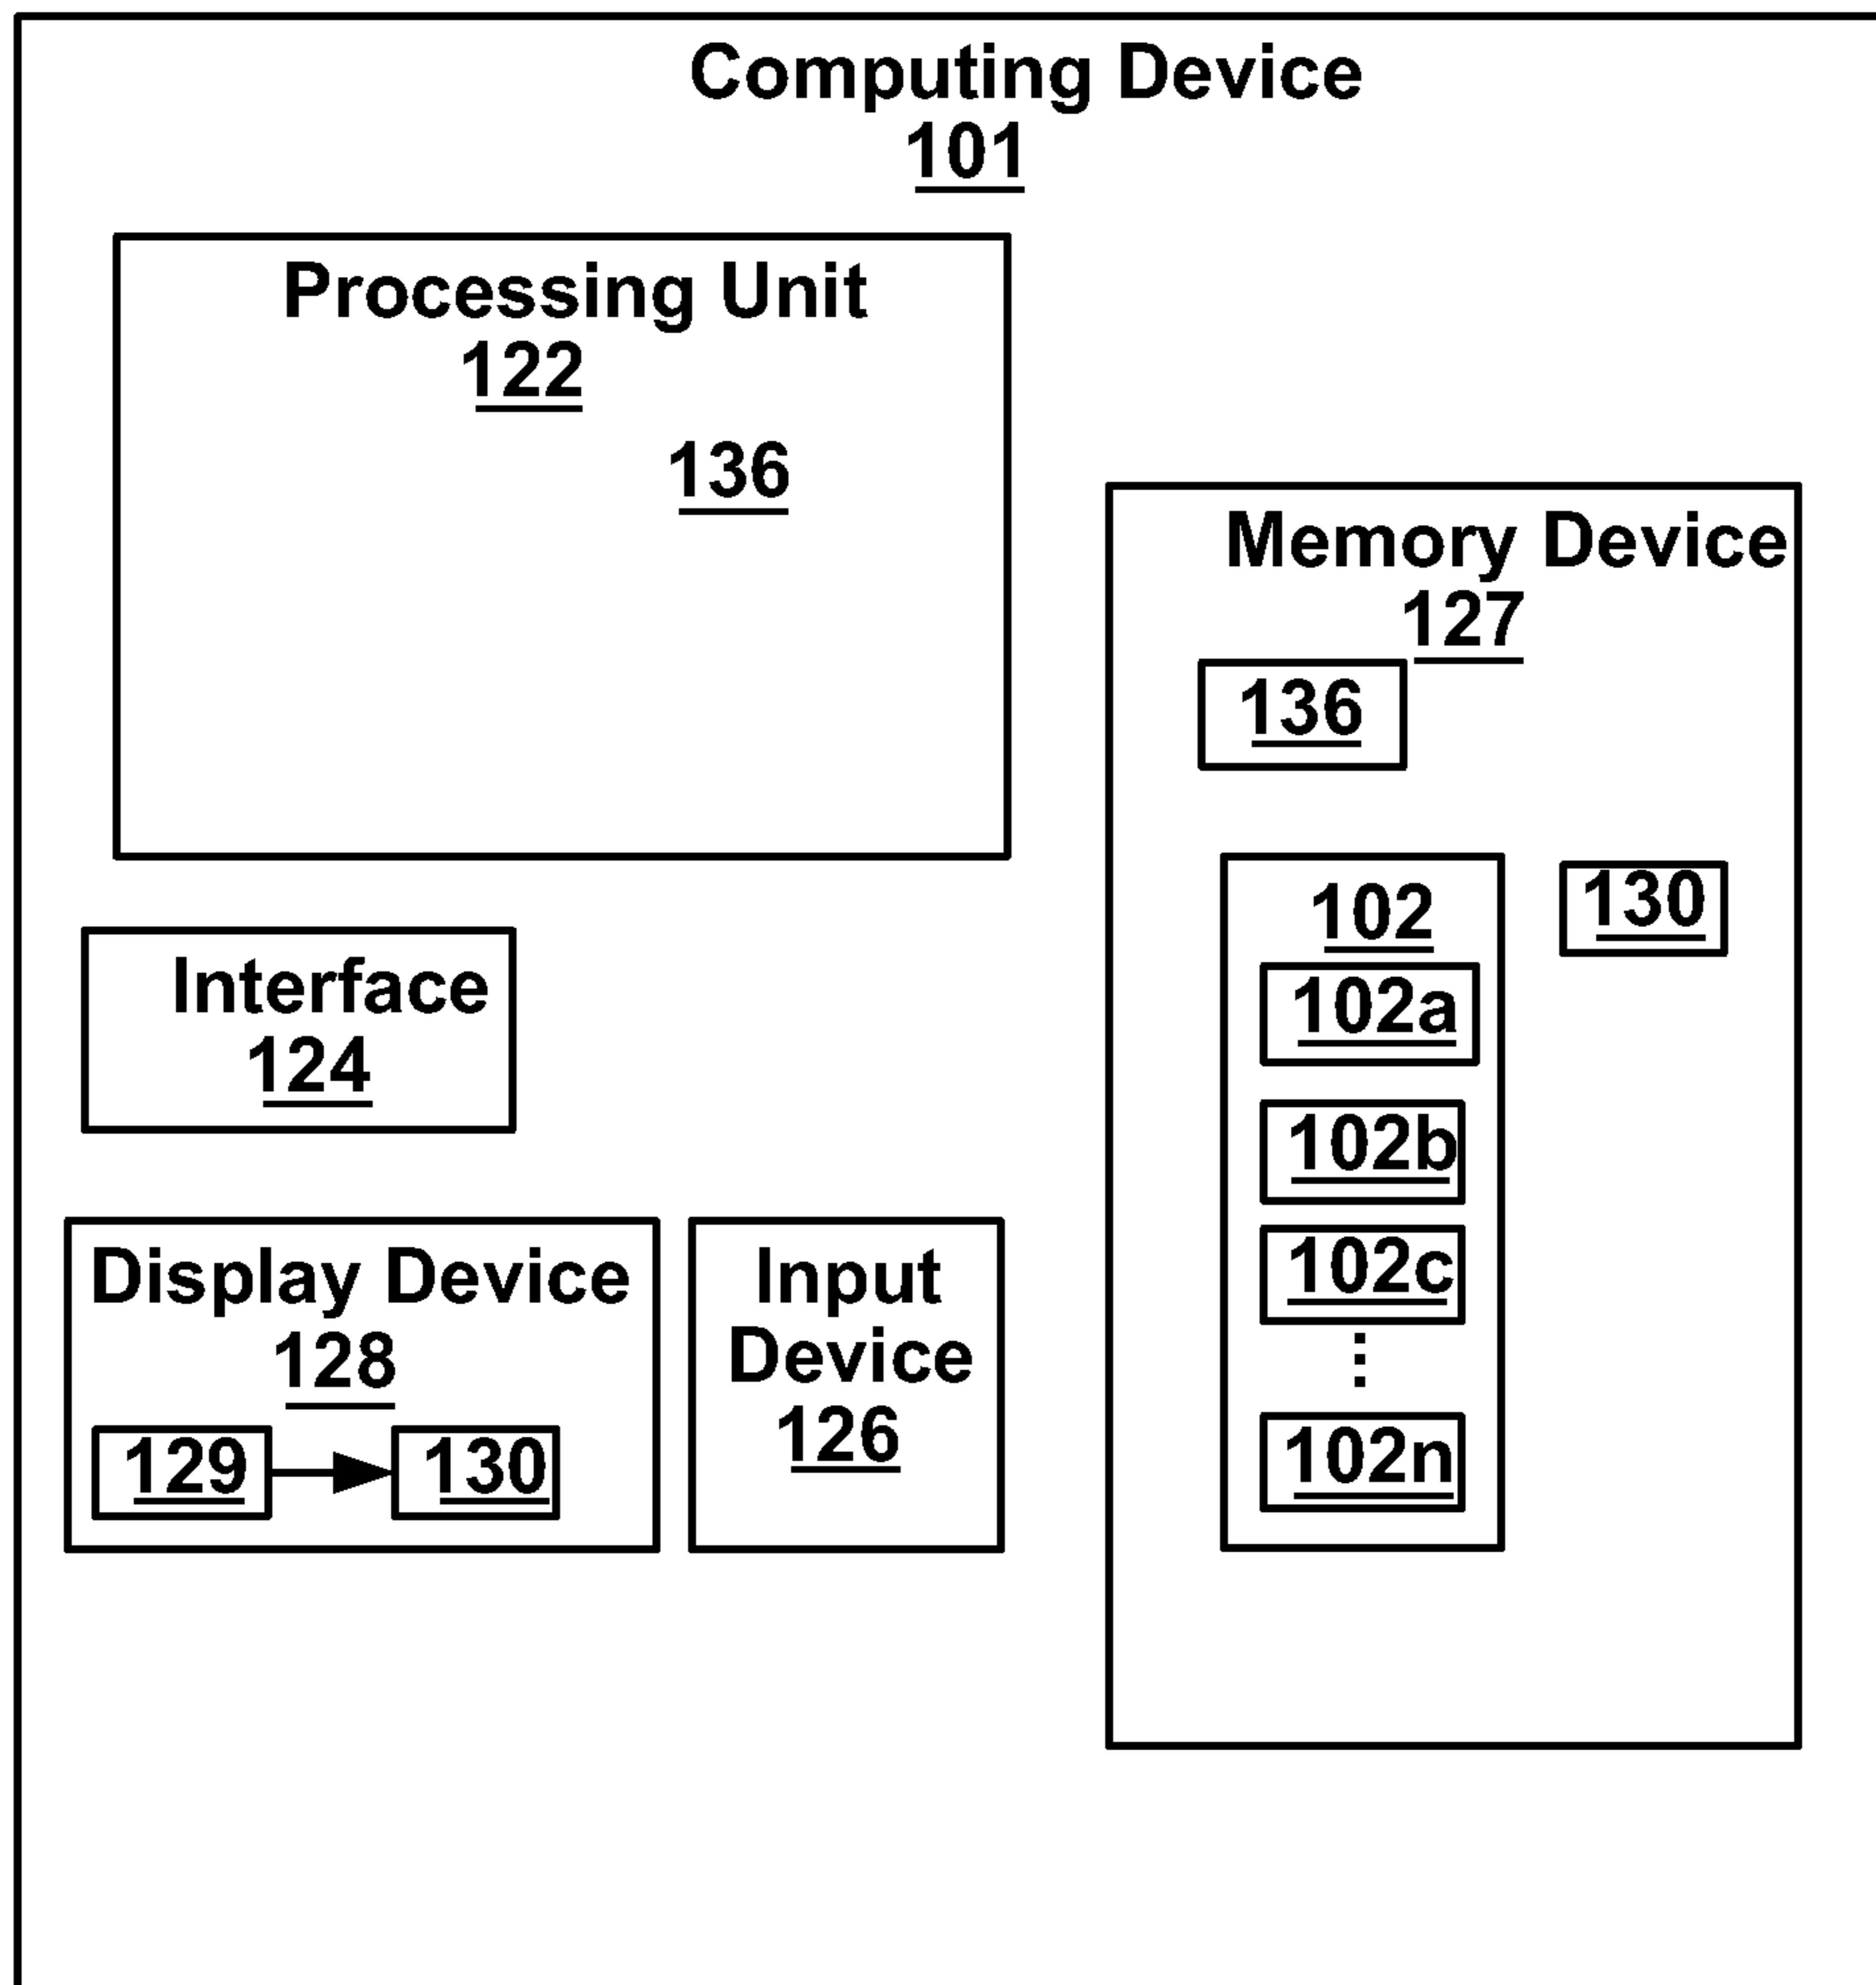 Computing Device
101
Processing Unit
122
136
Memory Device
127
136
102
130
102a
102b
102c
⋮
102n
Interface
124
Display Device
128
129
130
Input
Device
126